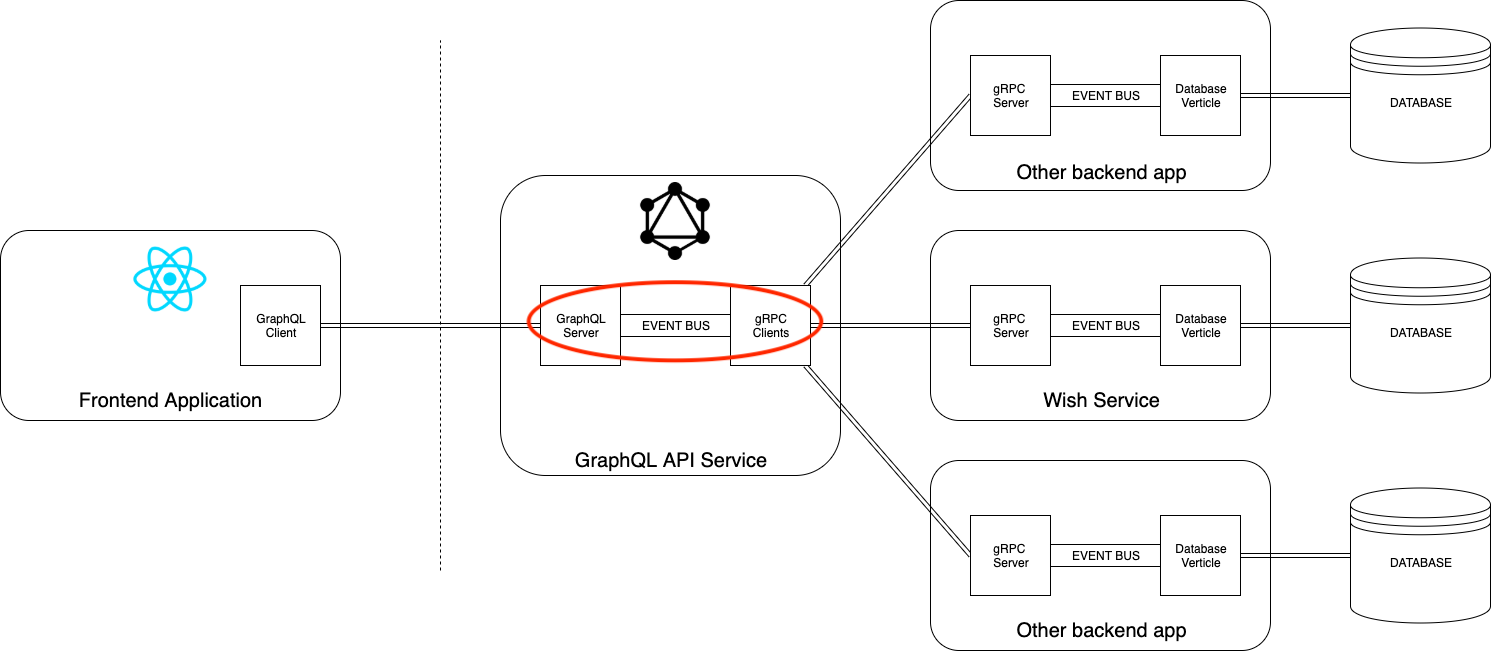 gRPC
Server
EVENT BUS
Database
Verticle
DATABASE
Other backend app
GraphQL
Client
Frontend Application
GraphQL
Server
EVENT BUS
gRPC
Clients
GraphQL API Service
gRPC
Server
EVENT BUS
Database
Verticle
DATABASE
Wish Service
gRPC
Server
EVENT BUS
Database
Verticle
DATABASE
Other backend app